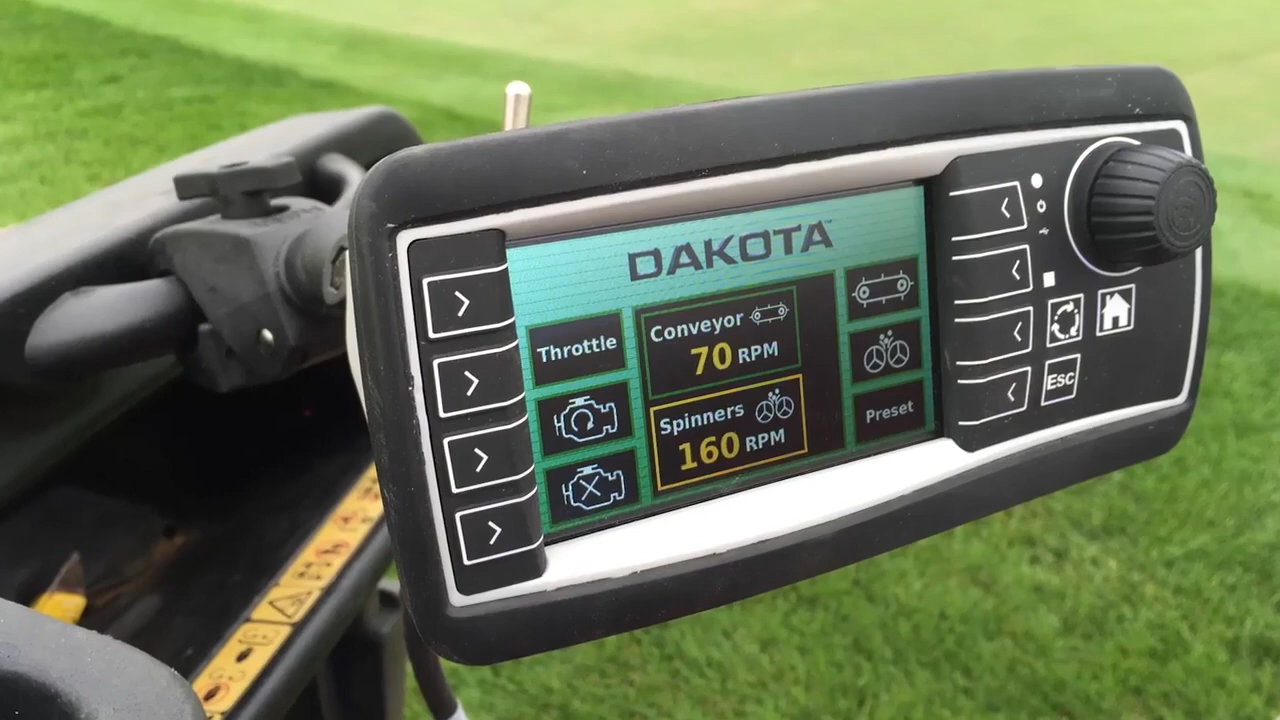 DAKOTA™
Throttle
Conveyor
70 RPM
Spinners
160 RPM
Preset
Esc